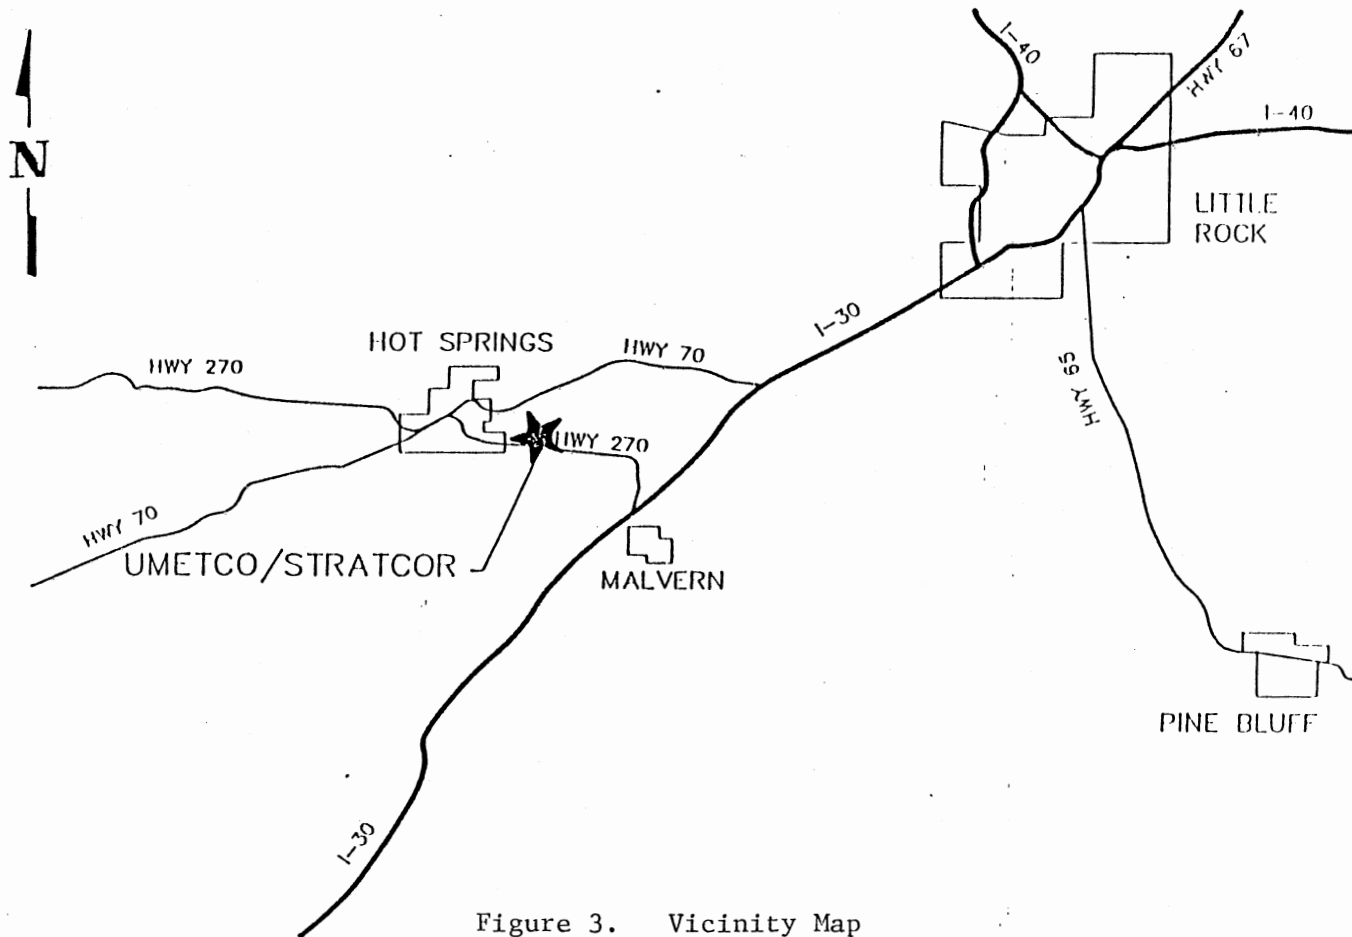 I-40
HWY 67
I-40
N
LITTLE
ROCK
I-30
HOT SPRINGS
HWY 70
HWY 270
HWY 65
HWY 270
HWY 70
UMETCO/STRATCOR
MALVERN
PINE BLUFF
I-30
Figure 3. Vicinity Map